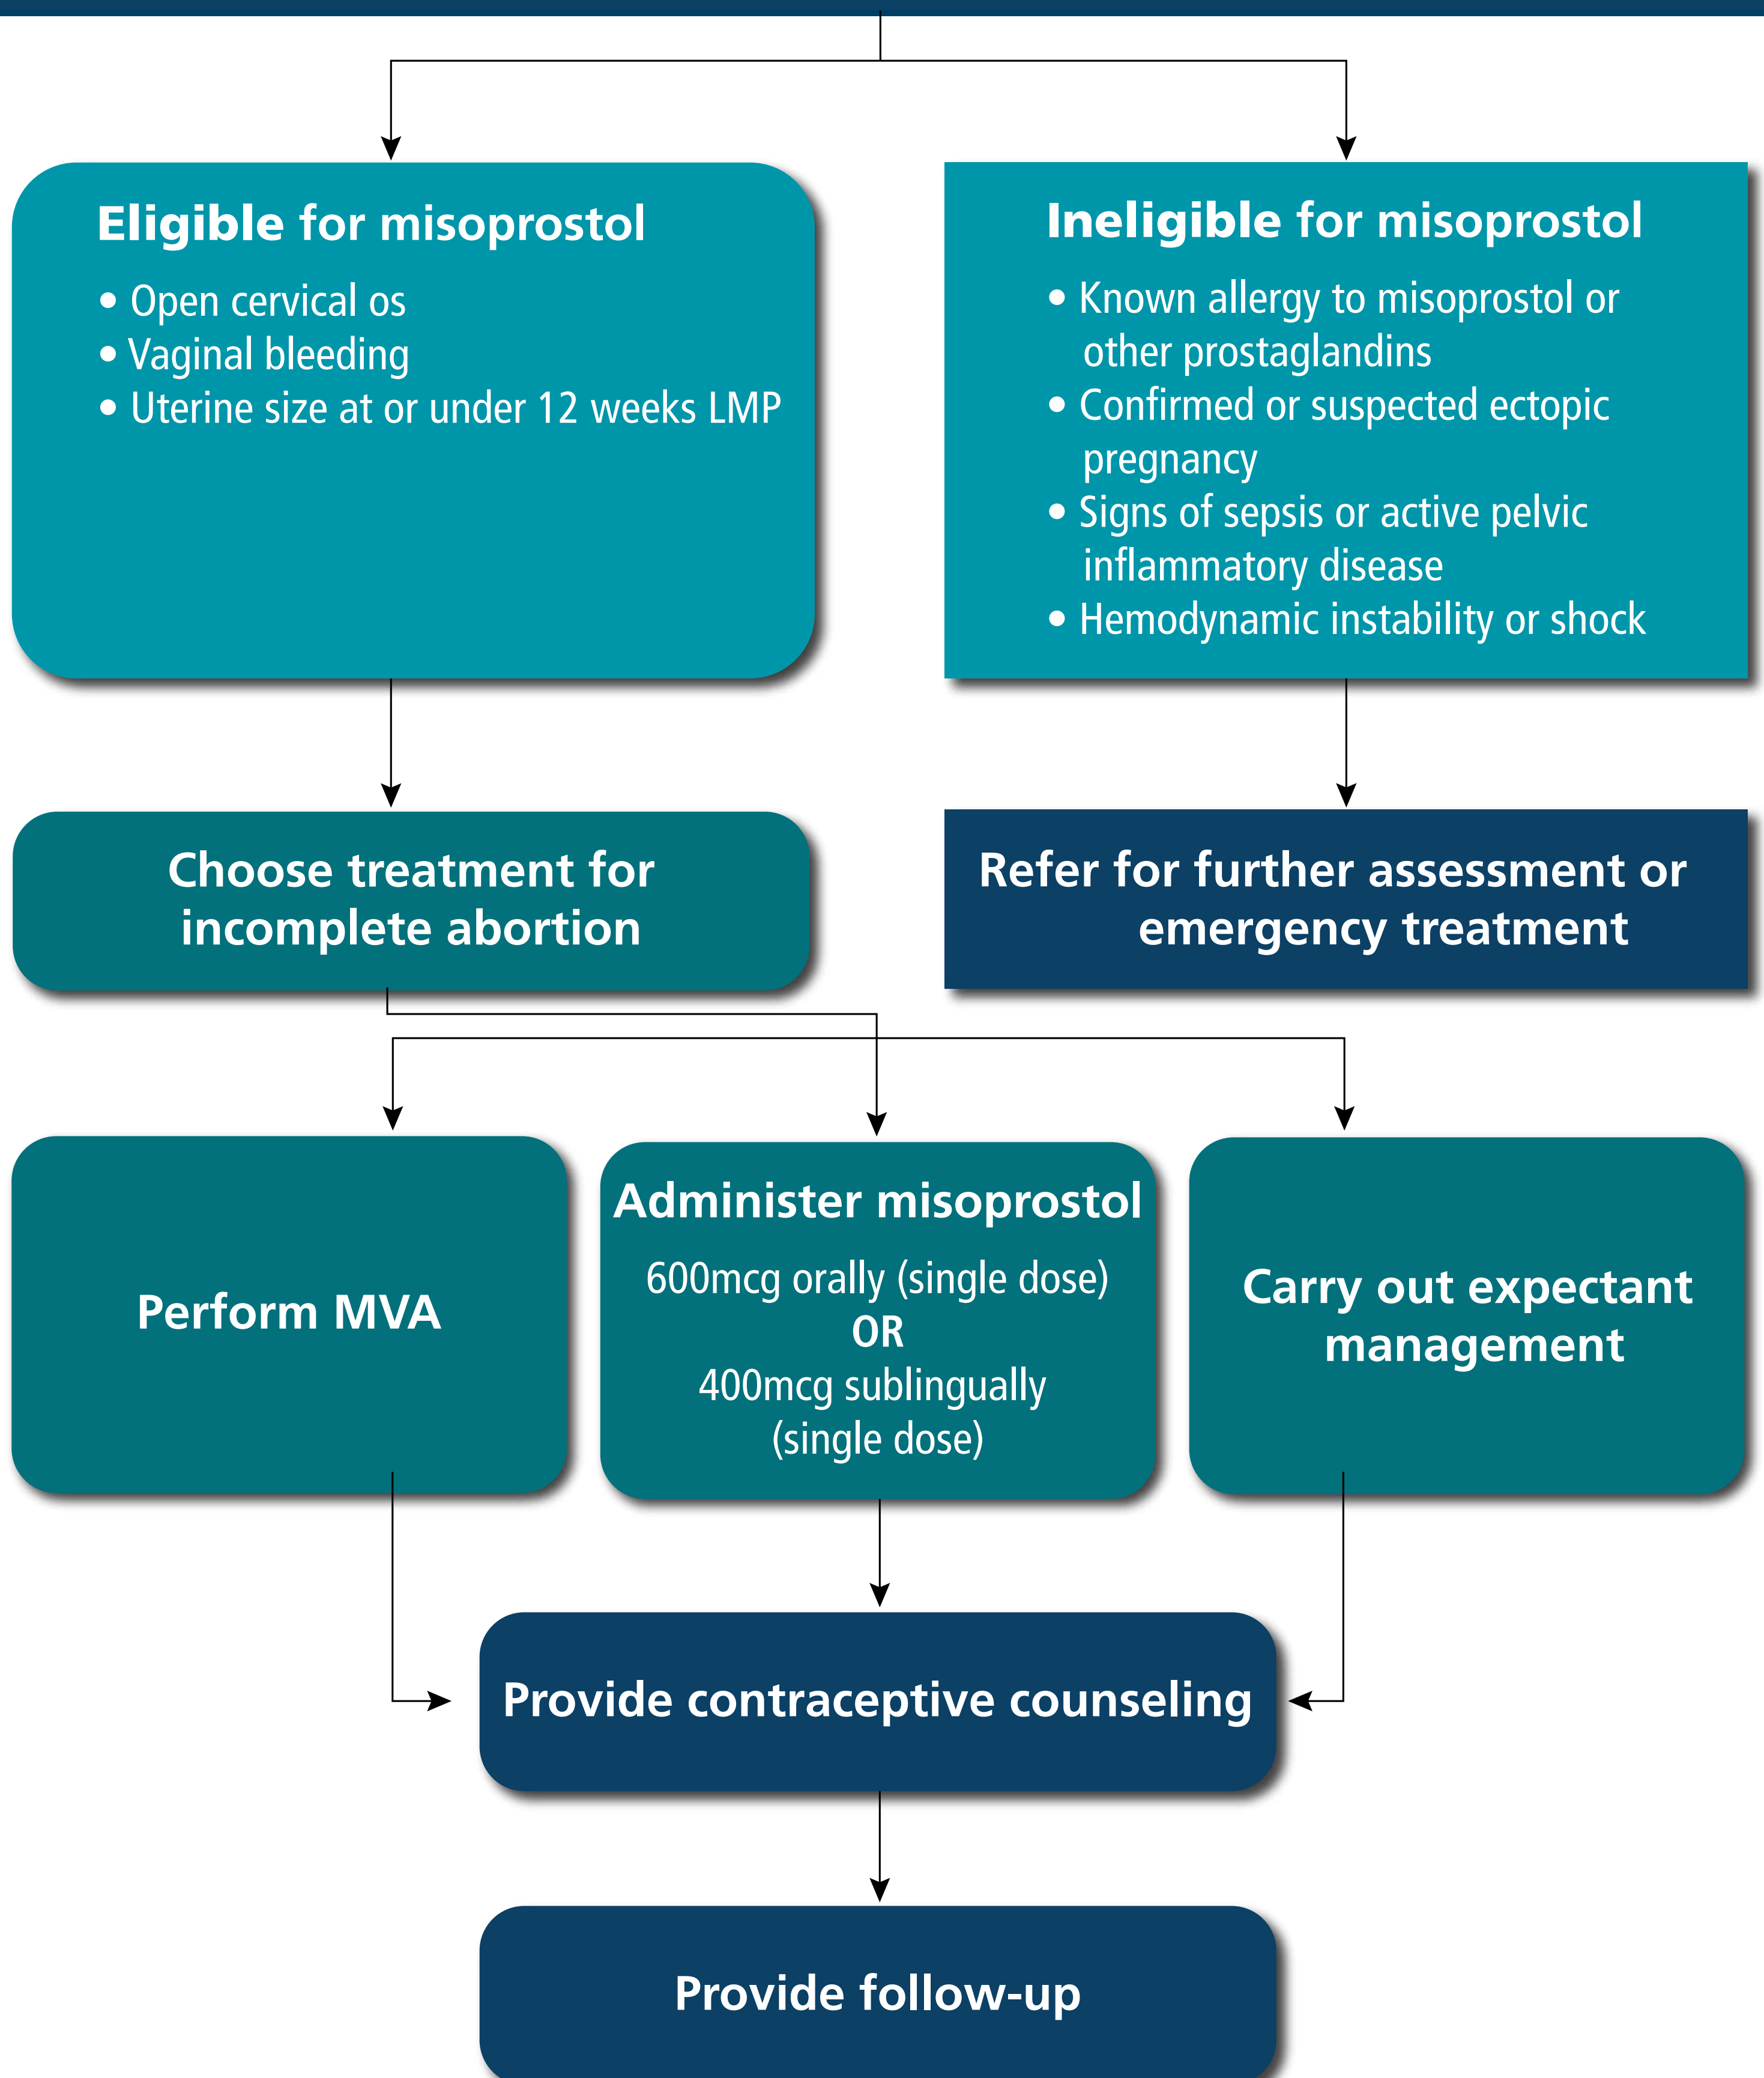 Eligible for misoprostol
• Open cervical os
• Vaginal bleeding
• Uterine size at or under 12 weeks LMP
Ineligible for misoprostol
• Known allergy to misoprostol or
other prostaglandins
• Confirmed or suspected ectopic
pregnancy
• Signs of sepsis or active pelvic
inflammatory disease
• Hemodynamic instability or shock
Choose treatment for
incomplete abortion
Refer for further assessment or
emergency treatment
Perform MVA
Administer misoprostol
600mcg orally (single dose)
OR
400mcg sublingually
(single dose)
Carry out expectant
management
Provide contraceptive counseling
Provide follow-up